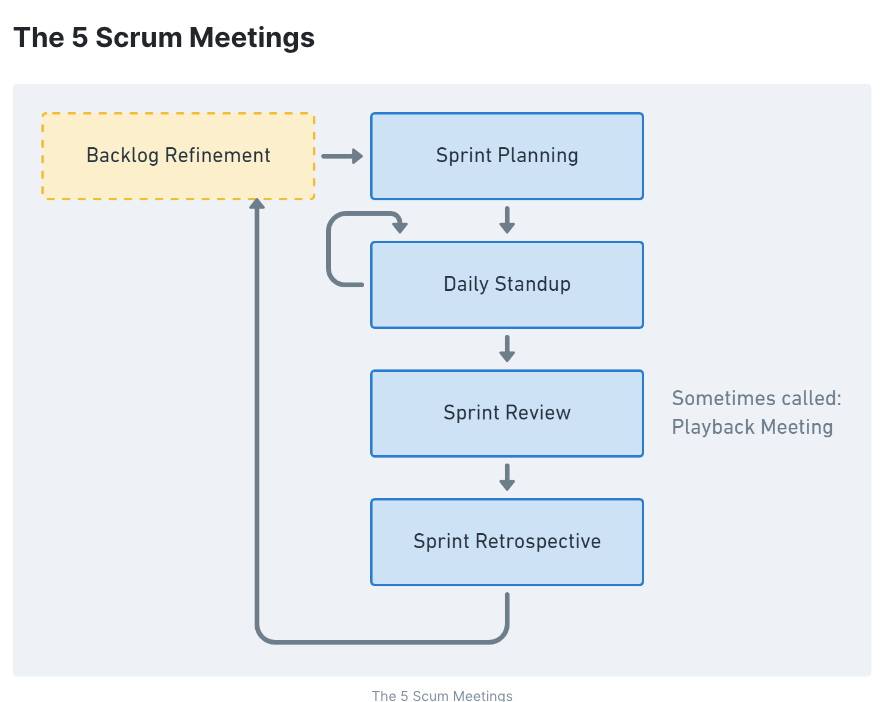 The 5 Scrum Meetings
Backlog Refinement
Sprint Planning
Daily Standup
Sprint Review
Sometimes called:
Playback Meeting
Sprint Retrospective
The 5 Scum Meetings